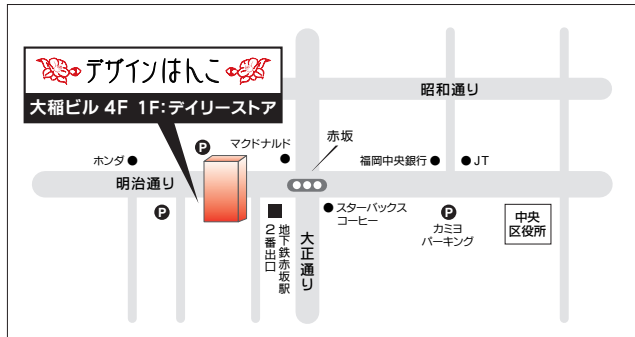 デザインはんこ
大稲ビル 4F 1F:デイリーストア
昭和通り
P
マクドナルド
赤坂
ホンダ
福岡中央銀行
JT
明治通り
P
地下鉄赤坂駅
2番出口
大正通り
スターバックス
コーヒー
P
カミヨ
パーキング
中央
区役所